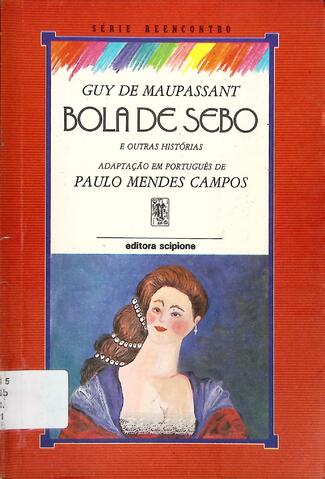 SÉRIE REENCONTRO
GUY DE MAUPASSANT
BOLA DE SEBO
E OUTRAS HISTÓRIAS
ADAPTAÇÃO EM PORTUGUÊS DE
PAULO MENDES CAMPOS
editora scipione